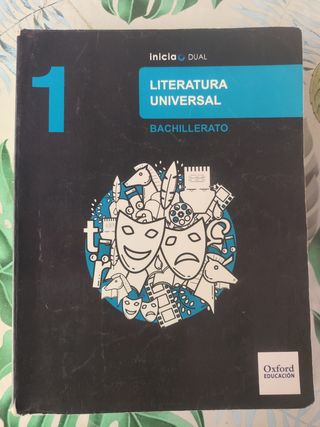 inicia DUAL
1
LITERATURA
UNIVERSAL
BACHILLERATO
Oxford
EDUCACIÓN